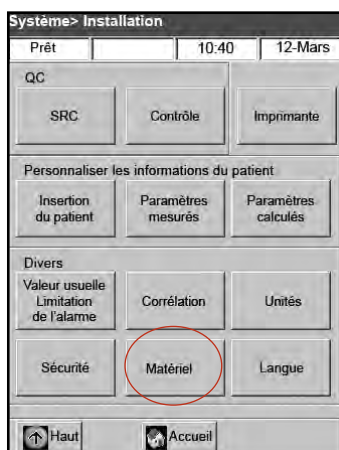 Système> Installation
Prêt 10:40 12-Mars
QC
SRC Contrôle Imprimante
Personnaliser les informations du patient
Insertion du patient Paramètres mesurés Paramètres calculés
Divers
Valeur usuelle Limitation de l'alarme Corrélation Unités
Sécurité Matériel Langue
Haut Accueil